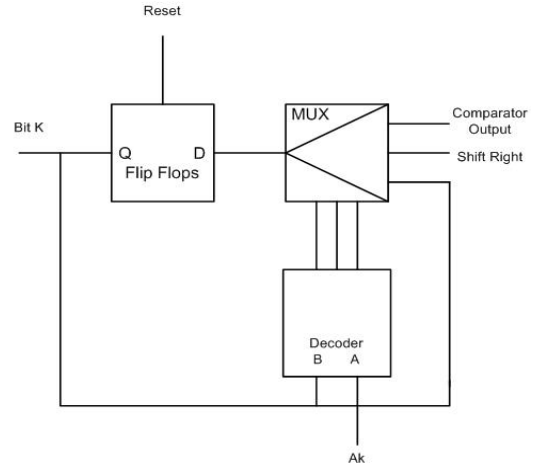 Reset
Bit K
Q
D
Flip Flops
MUX
Comparator
Output
Shift Right
Decoder
B
A
Ak